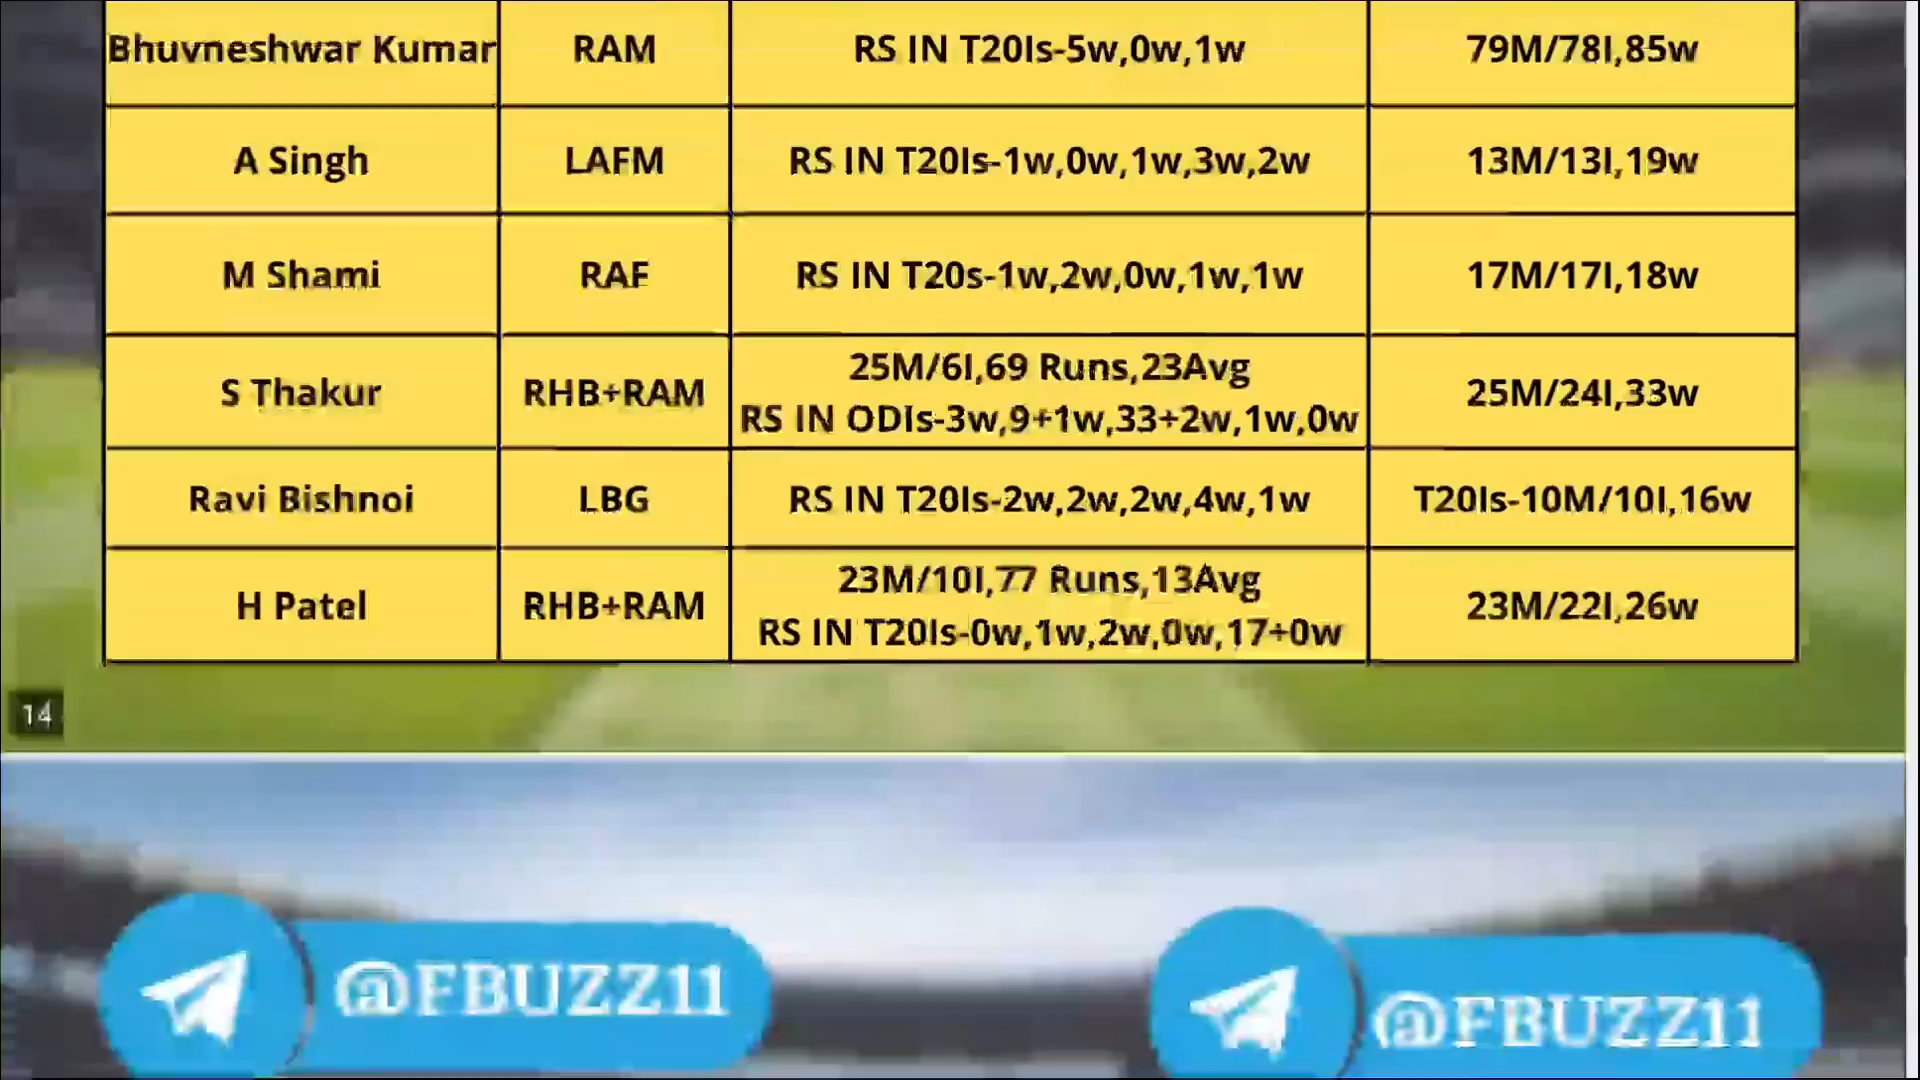 Bhuvneshwar Kumar RAM RS IN T20Is-5w,0w,1w 79M/78I,85w
A Singh LAFM RS IN T20Is-1w,0w,1w,3w,2w 13M/13I,19w
M Shami RAF RS IN T20s-1w,2w,0w,1w,1w 17M/17I,18w
S Thakur RHB+RAM 25M/6I,69 Runs,23Avg
RS IN ODIs-3w,9+1w,33+2w,1w,0w 25M/24I,33w
Ravi Bishnoi LBG RS IN T20Is-2w,2w,2w,4w,1w T20Is-10M/10I,16w
H Patel RHB+RAM 23M/10I,77 Runs,13Avg
RS IN T20Is-0w,1w,2w,0w,17+0w 23M/22I,26w
14
@FBUZZ11
@FBUZZ11